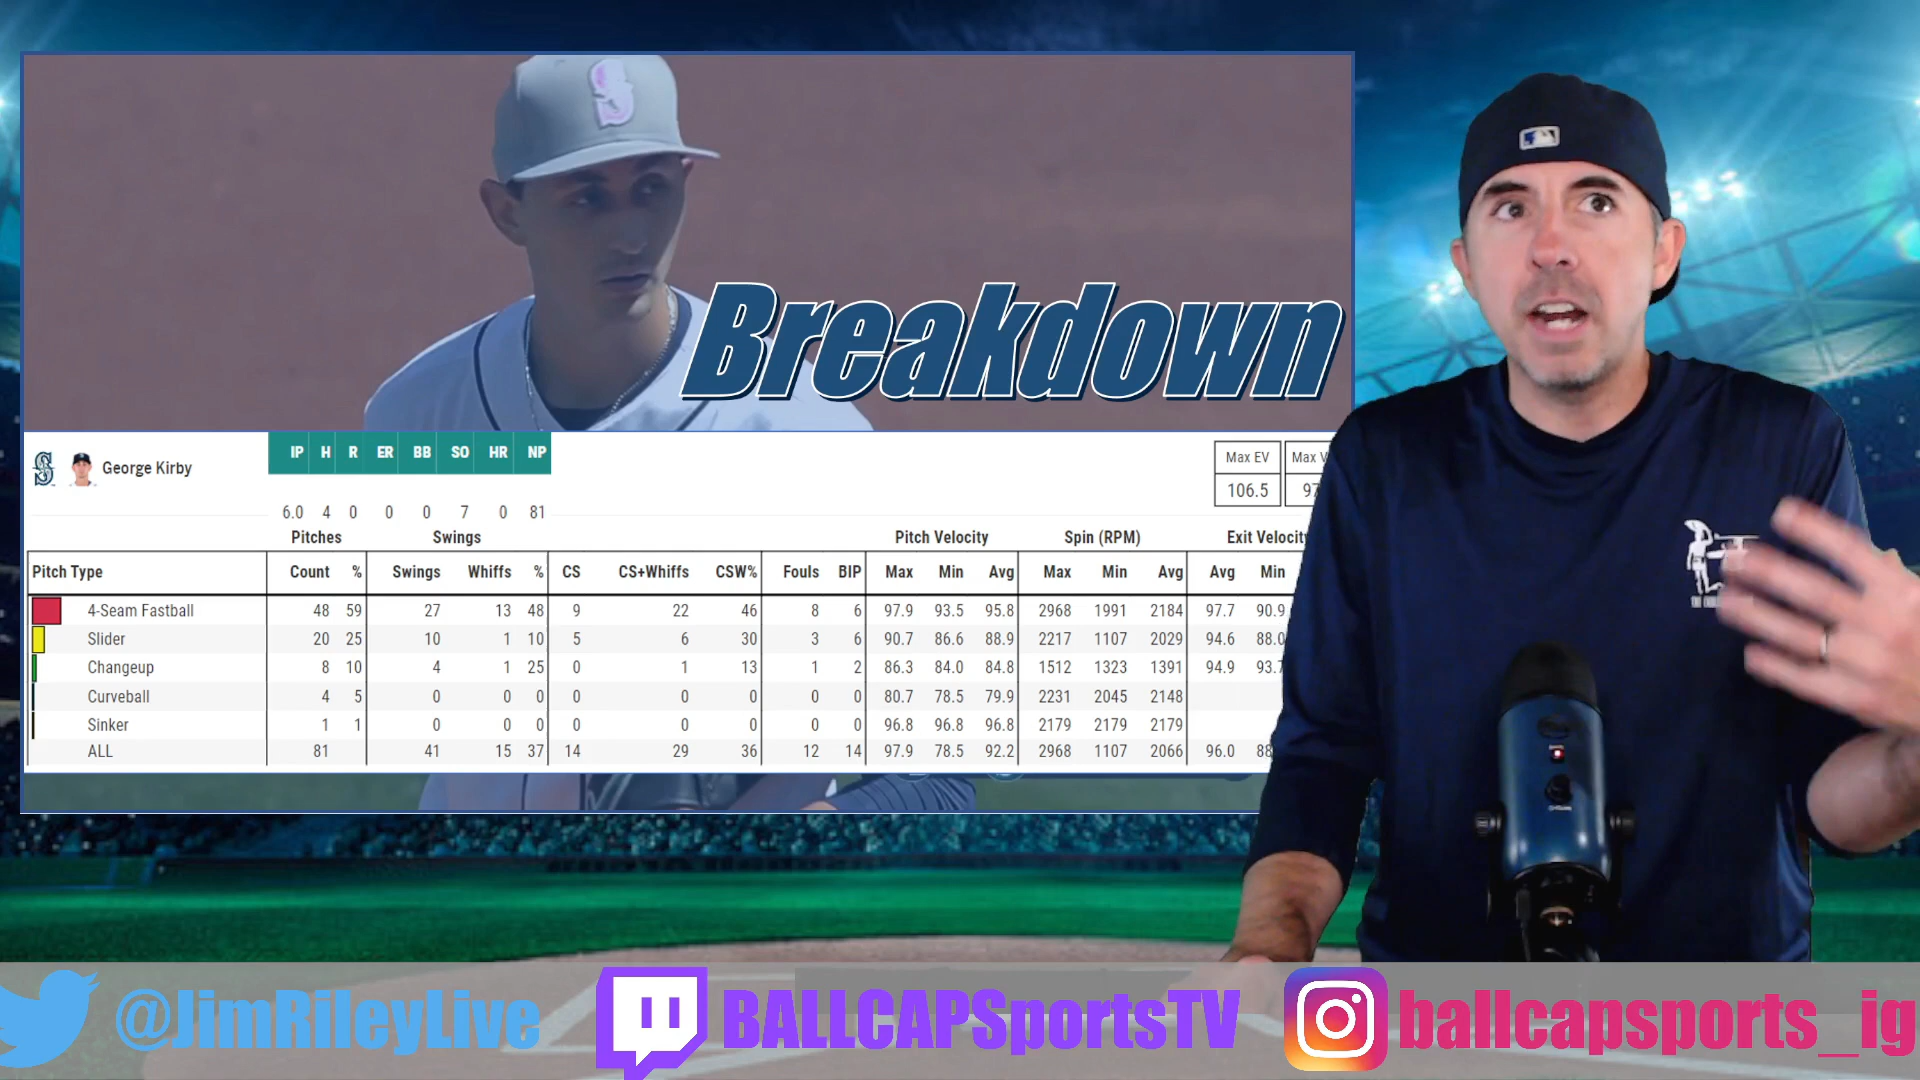 S
Breakdown
George Kirby
IP H R ER BB SO HR NP
6.0 4 0 0 0 7 0 81
Max EV
106.5
Max
97
Pitches Swings Pitch Velocity Spin (RPM) Exit Velocity
Pitch Type Count % Swings Whiffs % CS CS+Whiffs CSW% Fouls BIP Max Min Avg Max Min Avg Avg Min
4-Seam Fastball 48 59 27 13 48 9 22 46 8 6 97.9 93.5 95.8 2968 1991 2184 97.7 90.9
Slider 20 25 10 1 10 5 6 30 3 6 90.7 86.6 88.9 2217 1107 2029 94.6 88.0
Changeup 8 10 4 1 25 0 1 13 1 2 86.3 84.0 84.8 1512 1323 1391 94.9 93.7
Curveball 4 5 0 0 0 0 0 0 0 0 80.7 78.5 79.9 2231 2045 2148
Sinker 1 1 0 0 0 0 0 0 0 0 96.8 96.8 96.8 2179 2179 2179
ALL 81 41 15 37 14 29 36 12 14 97.9 78.5 92.2 2968 1107 2066 96.0 88
@JimRileyLive BALLCAPSportsTV ballcapsports_ig